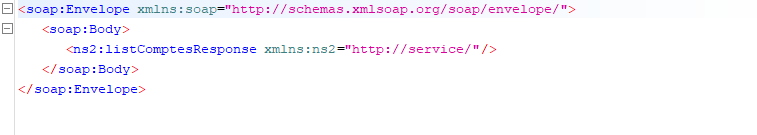 <soap:Envelope xmlns:soap="http://schemas.xmlsoap.org/soap/envelope/">
<soap:Body>
<ns2:listComptesResponse xmlns:ns2="http://service/"/>
</soap:Body>
</soap:Envelope>